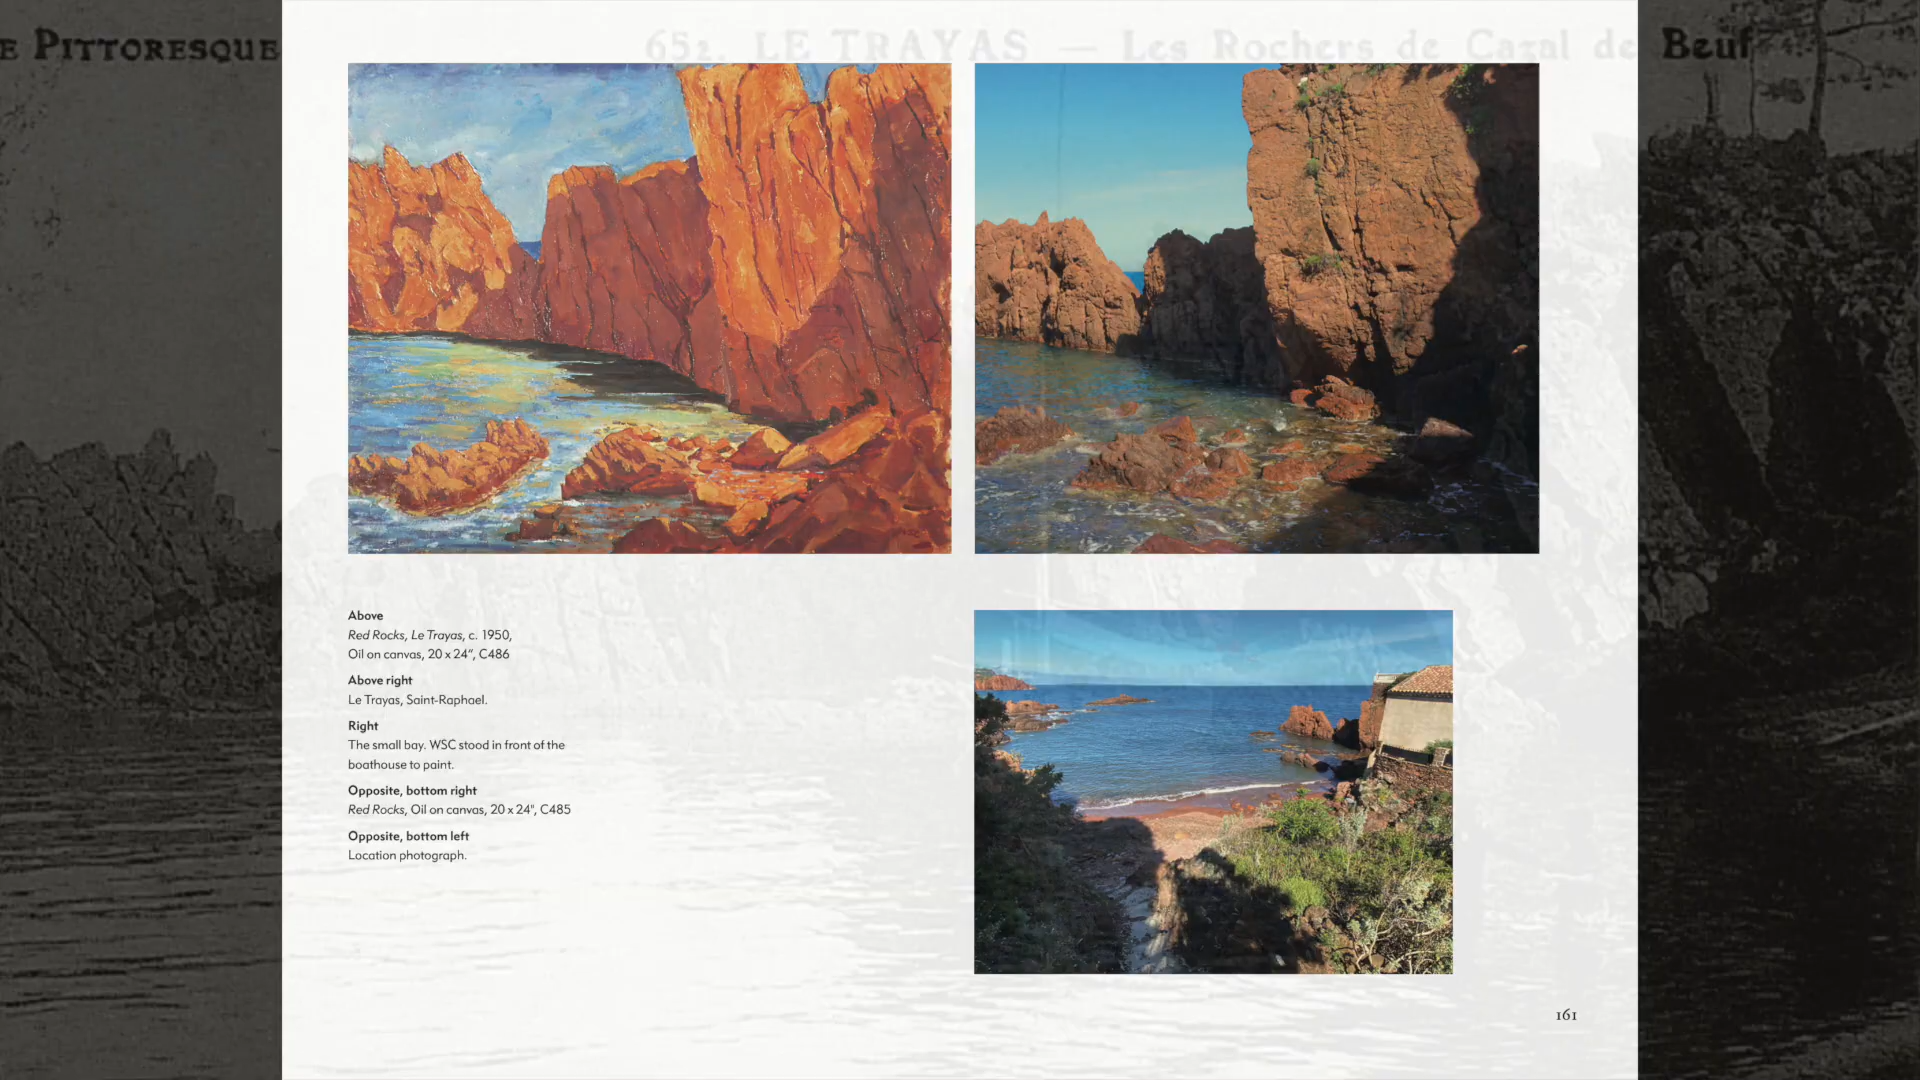 E PITTORESQUE
652. LE TRAYAS — Les Rochers de Cazal de Beuf
Above
Red Rocks, Le Trayas, c. 1950,
Oil on canvas, 20 x 24”, C486
Above right
Le Trayas, Saint-Raphael.
Right
The small bay. WSC stood in front of the
boathouse to paint.
Opposite, bottom right
Red Rocks, Oil on canvas, 20 x 24", C485
Opposite, bottom left
Location photograph.
161